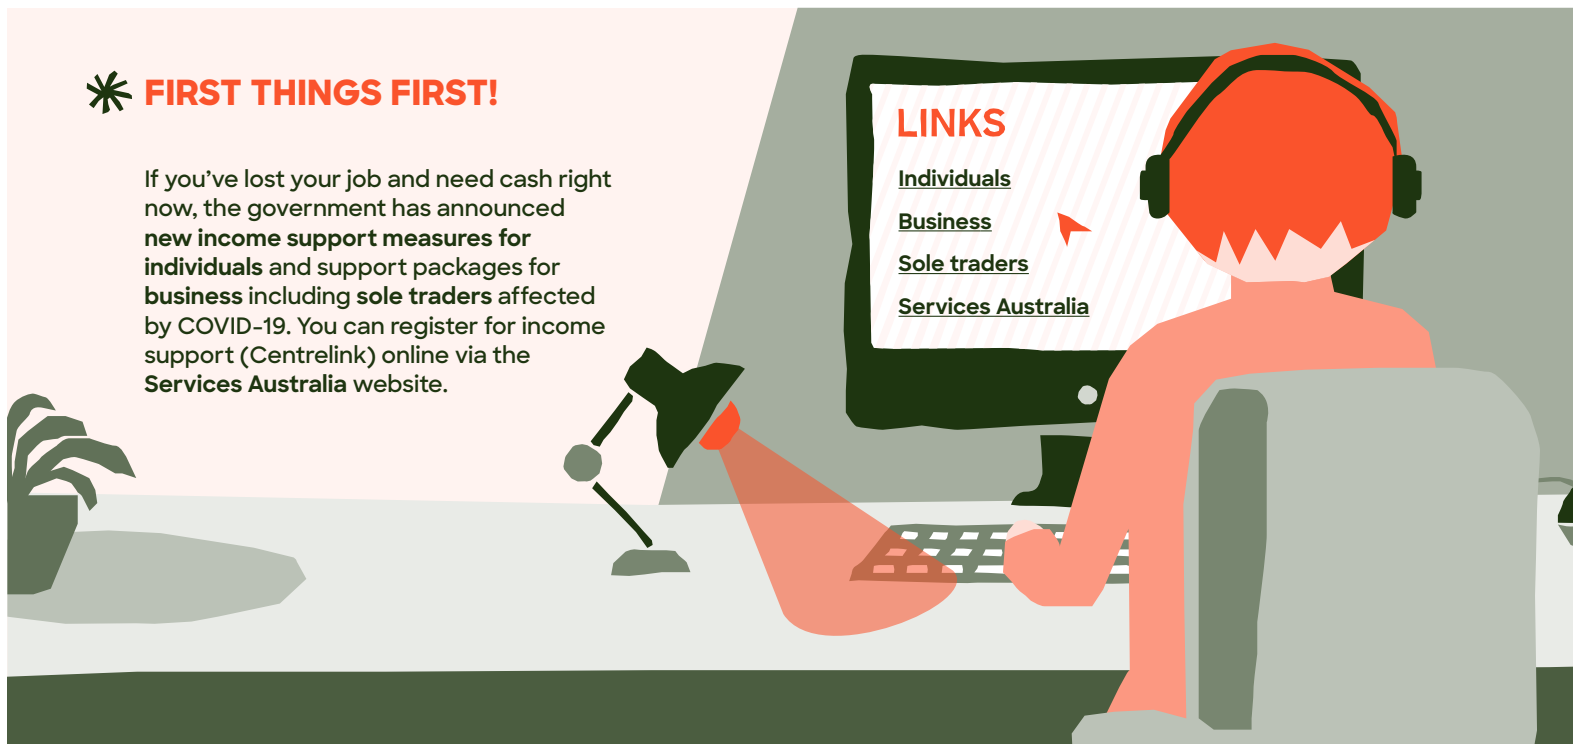 FIRST THINGS FIRST!
If you’ve lost your job and need cash right
now, the government has announced
new income support measures for
individuals and support packages for
business including sole traders affected
by COVID-19. You can register for income
support (Centrelink) online via the
Services Australia website.
LINKS
Individuals
Business
Sole traders
Services Australia